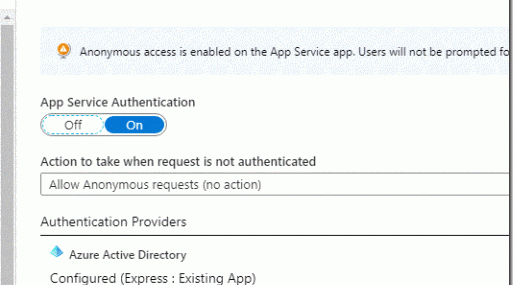 Anonymous access is enabled on the App Service app. Users will not be prompted fo
App Service Authentication
Off On
Action to take when request is not authenticated
Allow Anonymous requests (no action)
Authentication Providers
Azure Active Directory
Configured (Express : Existing App)